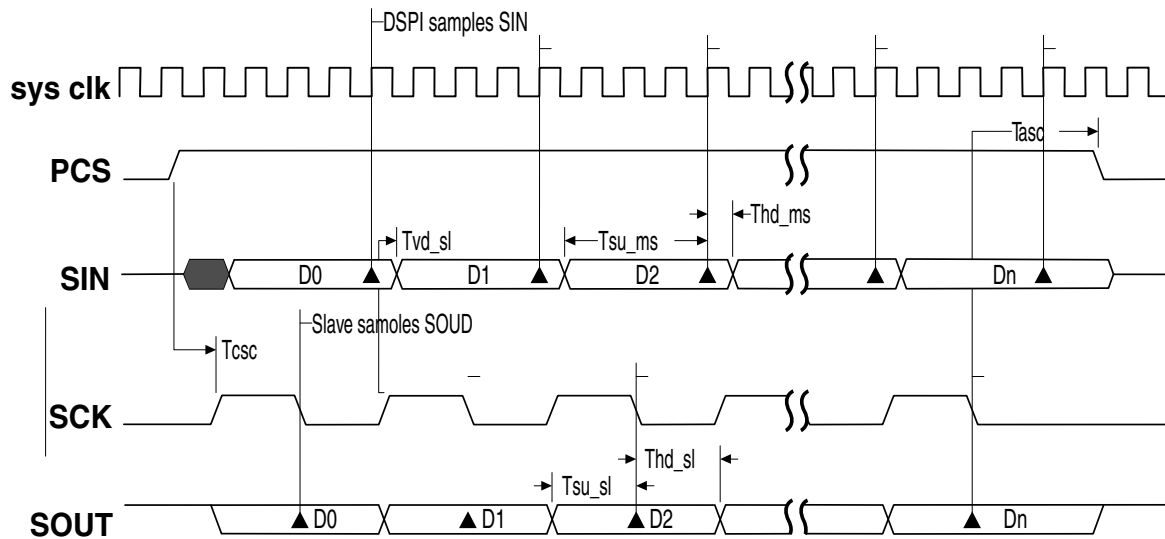 DSPI samples SIN
sys clk
Tasc
PCS
Thd_ms
Tvd_sl
Tsu_ms
SIN
D0
D1
D2
Dn
Slave samoles SOUD
Tcsc
SCK
Thd_sl
Tsu_sl
SOUT
D0
D1
D2
Dn